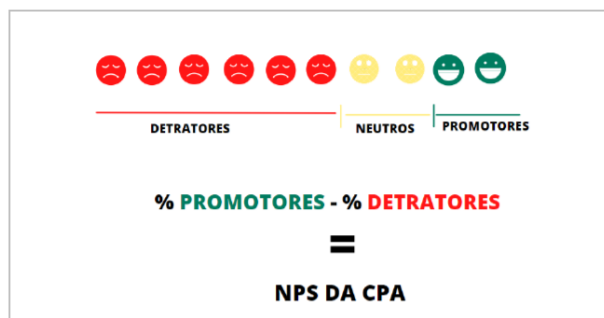 DETRATORES NEUTROS PROMOTORES
% PROMOTORES - % DETRATORES
=
NPS DA CPA